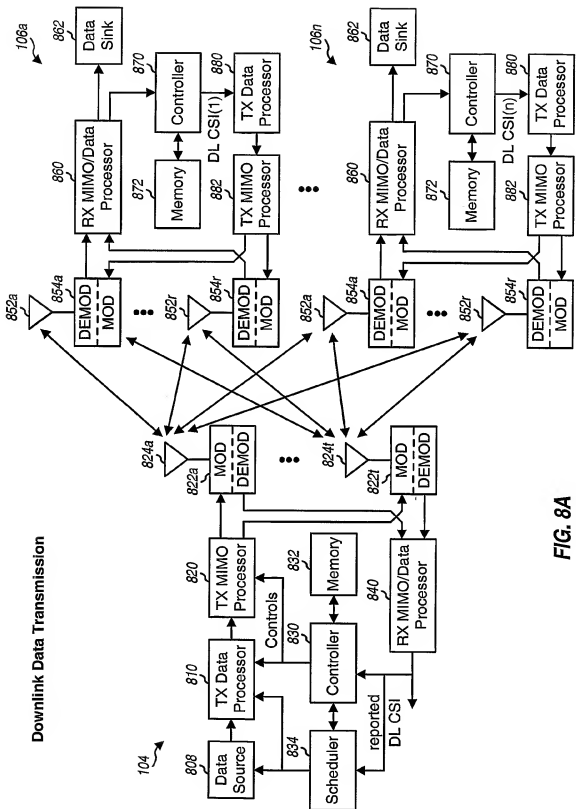 Downlink Data Transmission
104
808
Data
Source
810
TX Data
Processor
820
TX MIMO
Processor
Controls
834
Scheduler
830
Controller
832
Memory
reported
DL CSI
840
RX MIMO/Data
Processor
824a
822a
MOD
DEMOD
824t
822t
MOD
DEMOD
852a
854a
DEMOD
MOD
852r
854r
DEMOD
MOD
106a
860
RX MIMO/Data
Processor
862
Data
Sink
870
Controller
872
Memory
DL CSI(1)
880
TX Data
Processor
882
TX MIMO
Processor
852a
854a
DEMOD
MOD
852r
854r
DEMOD
MOD
106n
860
RX MIMO/Data
Processor
862
Data
Sink
870
Controller
872
Memory
DL CSI(n)
880
TX Data
Processor
882
TX MIMO
Processor
FIG. 8A